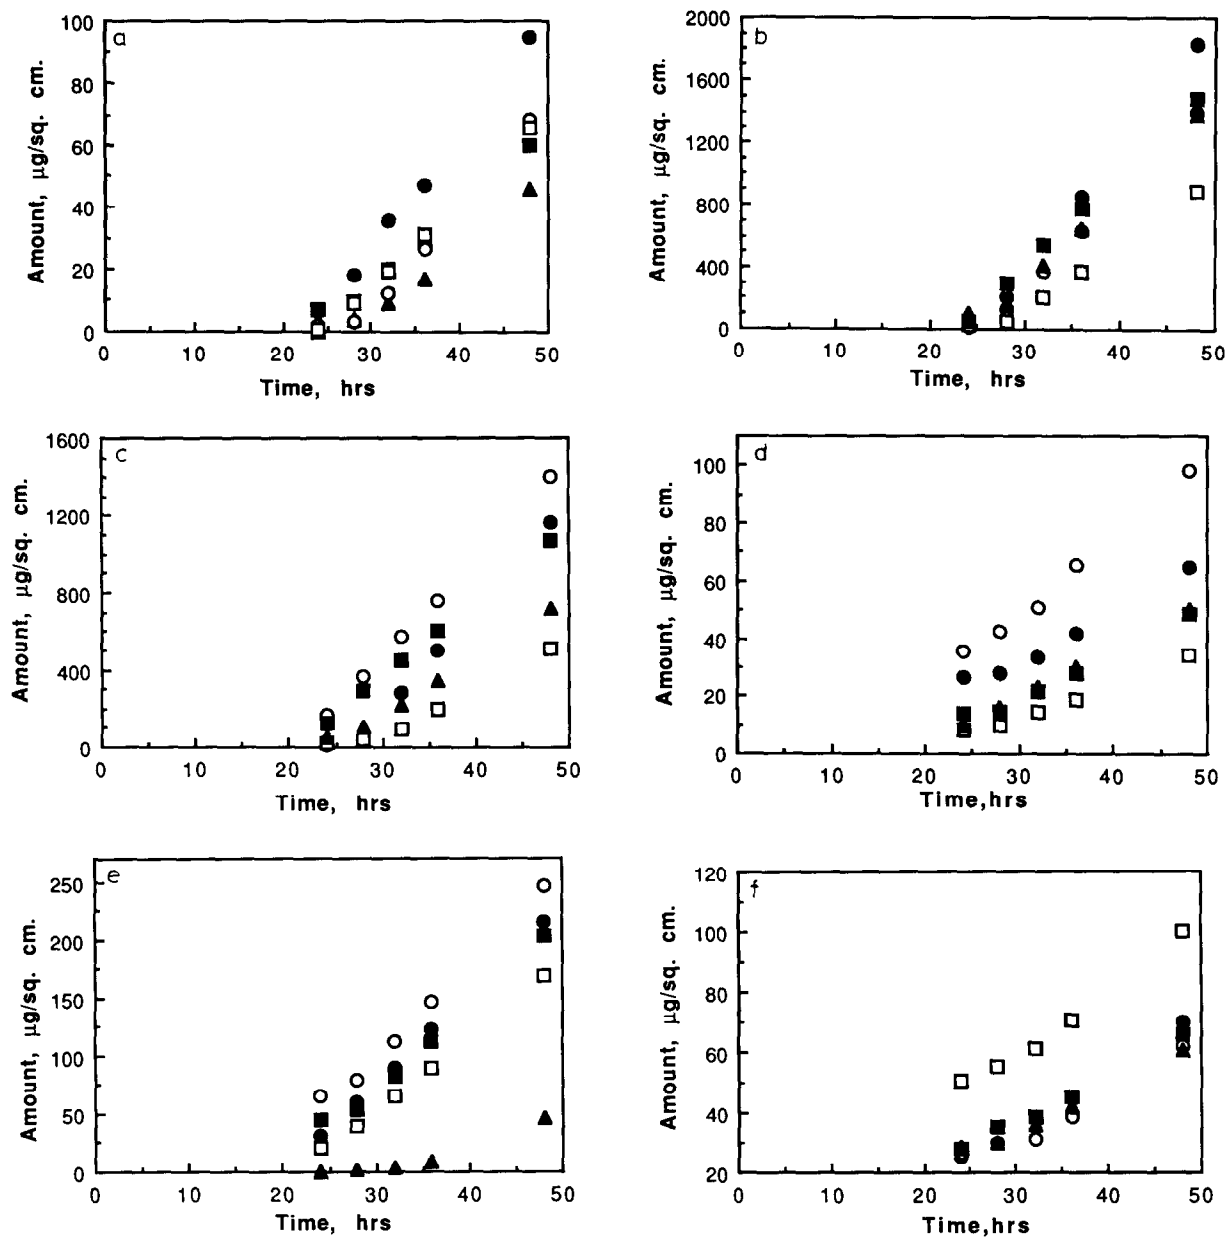 a
100
80
60
40
20
0
Amount, μg/sq. cm.
0 10 20 30 40 50
Time, hrs
b
2000
1600
1200
800
400
0
Amount, μg/sq. cm.
0 10 20 30 40 50
Time, hrs
c
1600
1200
800
400
0
Amount, μg/sq. cm.
0 10 20 30 40 50
Time, hrs
d
100
80
60
40
20
0
Amount, μg/sq. cm.
0 10 20 30 40 50
Time,hrs
e
250
200
150
100
50
0
Amount, μg/sq. cm.
0 10 20 30 40 50
Time, hrs
f
120
100
80
60
40
20
Amount, μg/sq. cm.
0 10 20 30 40 50
Time,hrs